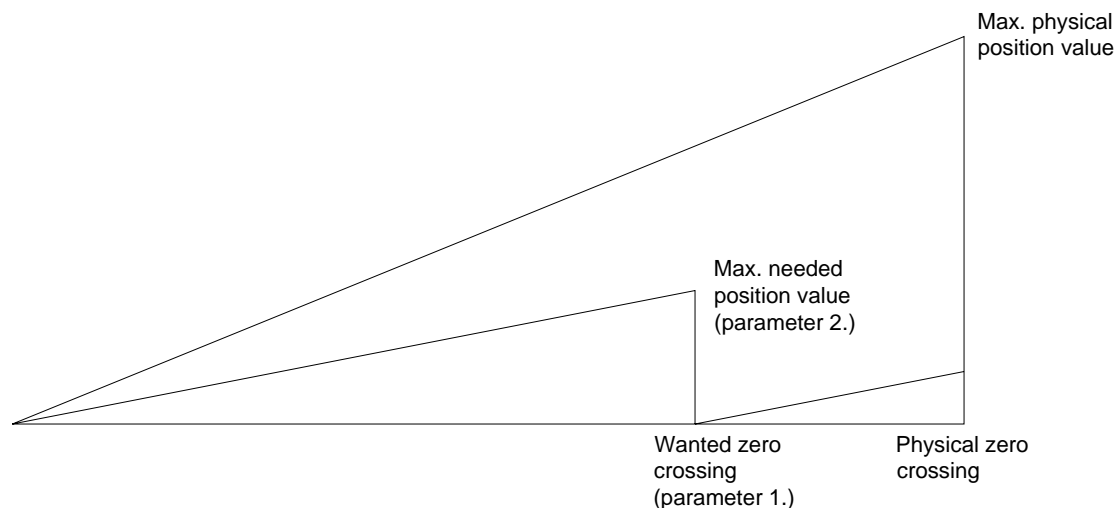 Max. physical
position value
Max. needed
position value
(parameter 2.)
Wanted zero
crossing
(parameter 1.)
Physical zero
crossing